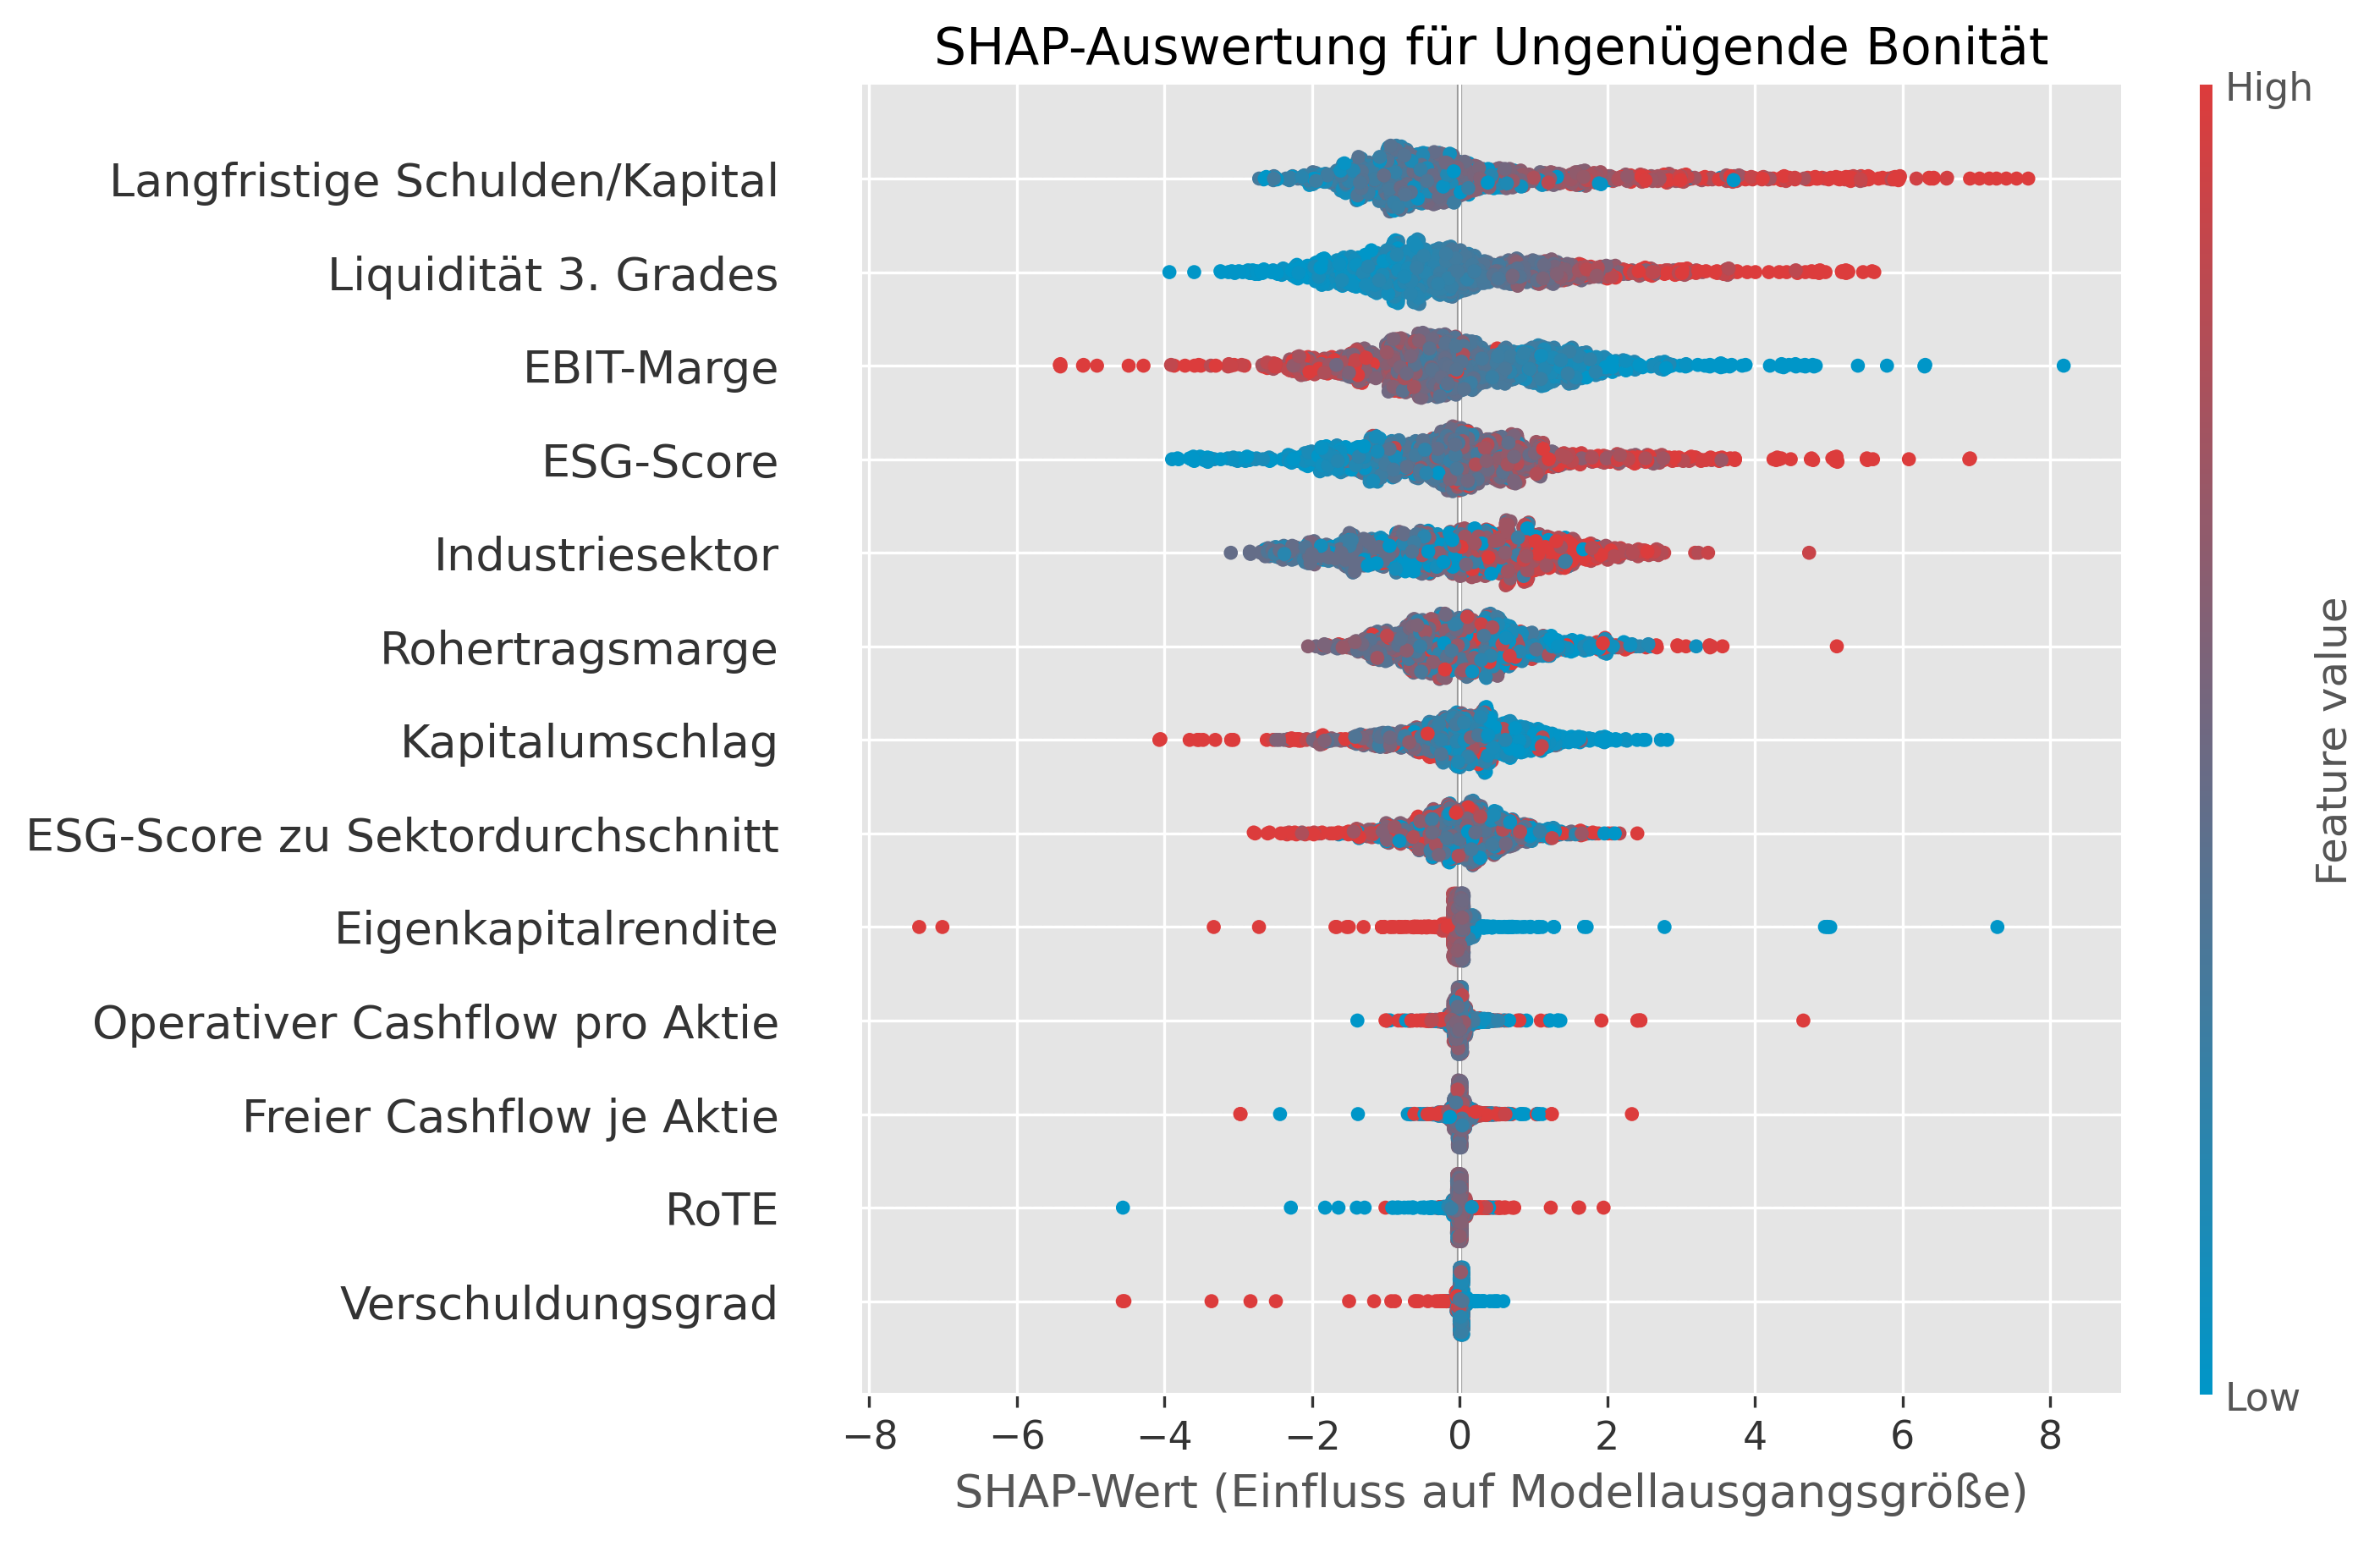 SHAP-Auswertung für Ungenügende Bonität
High
Langfristige Schulden/Kapital
Liquidität 3. Grades
EBIT-Marge
ESG-Score
Industriesektor
Rohertragsmarge
Kapitalumschlag
ESG-Score zu Sektordurchschnitt
Eigenkapitalrendite
Operativer Cashflow pro Aktie
Freier Cashflow je Aktie
RoTE
Verschuldungsgrad
Feature value
Low
−8 −6 −4 −2 0 2 4 6 8
SHAP-Wert (Einfluss auf Modellausgangsgröße)